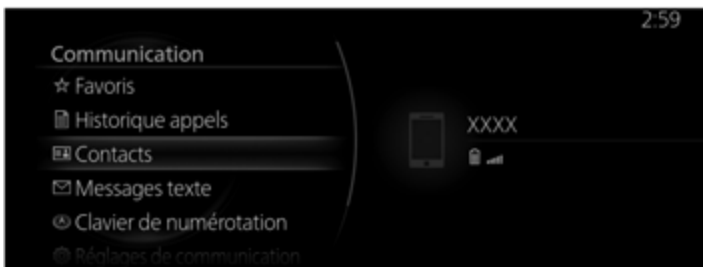 2:59
Communication
Favoris
Historique appels
Contacts
Messages texte
Clavier de numérotation
Réglages de communication
XXXX